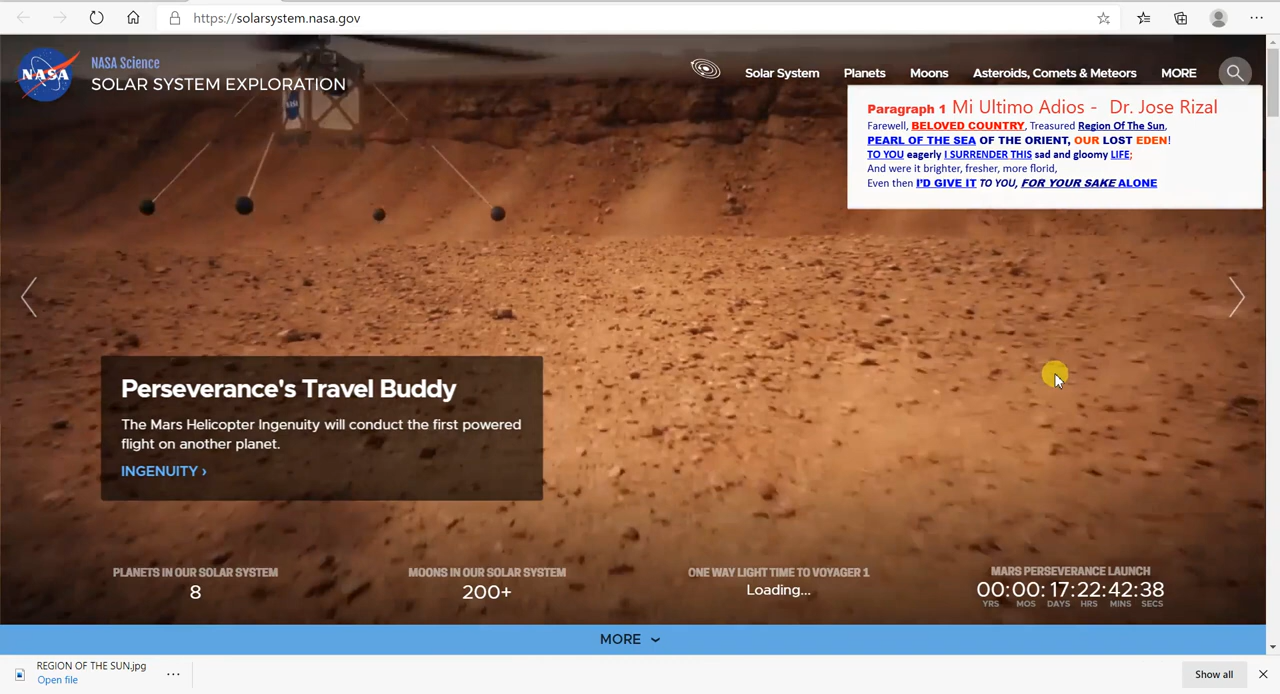 https://solarsystem.nasa.gov
NASA
NASA Science
SOLAR SYSTEM EXPLORATION
Solar System
Planets
Moons
Asteroids, Comets & Meteors
MORE
Paragraph 1 Mi Ultimo Adios - Dr. Jose Rizal
Farewell, BELOVED COUNTRY, Treasured Region Of The Sun,
PEARL OF THE SEA OF THE ORIENT, OUR LOST EDEN!
TO YOU eagerly I SURRENDER THIS sad and gloomy LIFE;
And were it brighter, fresher, more florid,
Even then I'D GIVE IT TO YOU, FOR YOUR SAKE ALONE
Perseverance's Travel Buddy
The Mars Helicopter Ingenuity will conduct the first powered
flight on another planet.
INGENUITY ›
PLANETS IN OUR SOLAR SYSTEM
8
MOONS IN OUR SOLAR SYSTEM
200+
ONE WAY LIGHT TIME TO VOYAGER 1
Loading...
MARS PERSEVERANCE LAUNCH
00:00:17:22:42:38
YRS MOS DAYS HRS MINS SECS
MORE
REGION OF THE SUN.jpg
Open file
Show all